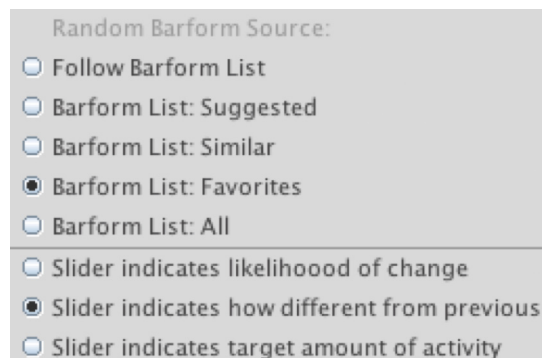 Random Barform Source:
Follow Barform List
Barform List: Suggested
Barform List: Similar
Barform List: Favorites
Barform List: All
Slider indicates likelihoood of change
Slider indicates how different from previous
Slider indicates target amount of activity